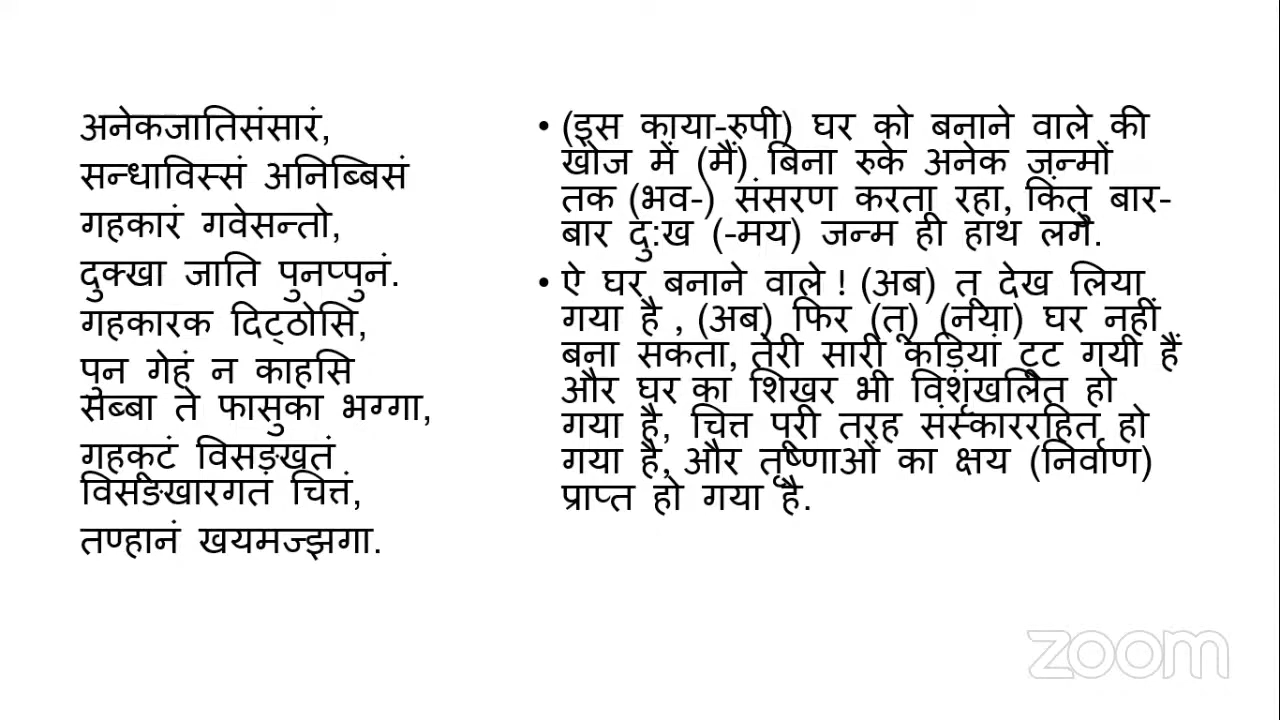 अनेकजातिसंसारं,
सन्धाविस्सं अनिब्बिसं
गहकारं गवेसन्तो,
दुक्खा जाति पुनप्पुनं.
गहकारक दिट्ठोसि,
पुन गेहं न काहसि
सब्बा ते फासुका भग्गा,
गहकूटं विसङ्खतं
विसङ्खारगतं चित्तं,
तण्हानं खयमज्झगा.
• (इस काया-रुपी) घर को बनाने वाले की
खोज में (मैं) बिना रुके अनेक जन्मों
तक (भव-) संसरण करता रहा, किंतु बार-
बार दु:ख (-मय) जन्म ही हाथ लगे.
• ऐ घर बनाने वाले ! (अब) तू देख लिया
गया है , (अब) फिर (तू) (नया) घर नहीं
बना सकता, तेरी सारी कड़ियां टूट गयी हैं
और घर का शिखर भी विशृंखलित हो
गया है, चित्त पूरी तरह संस्काररहित हो
गया है, और तृष्णाओं का क्षय (निर्वाण)
प्राप्त हो गया है.
zoom